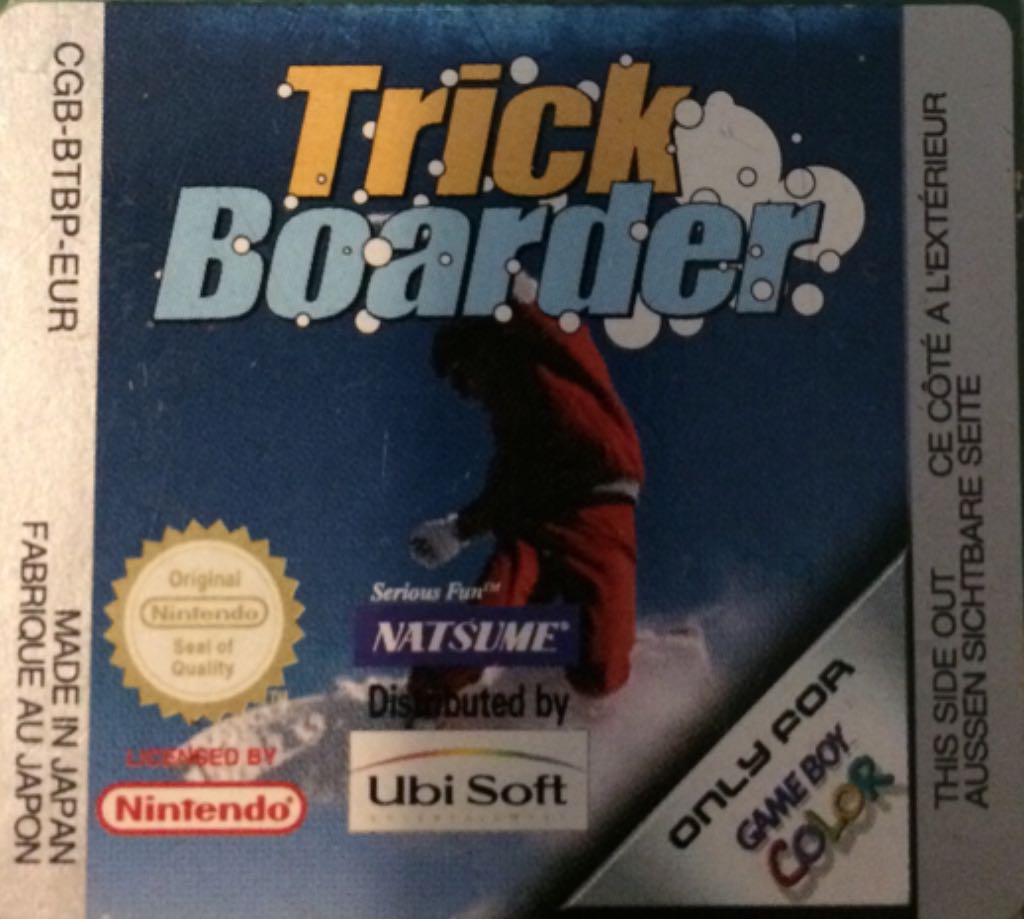 Trick
Boarder
CGB-BTBP-EUR
MADE IN JAPAN
FABRIQUE AU JAPON
Original
Nintendo
Seal of
Quality
TM
LICENSED BY
Nintendo®
Serious Fun™
NATSUME®
Distributed by
Ubi Soft
ENTERTAINMENT
ONLY FOR
GAME BOY
COLOR
THIS SIDE OUT CE CÔTÉ A L'EXTÉRIEUR
AUSSEN SICHTBARE SEITE